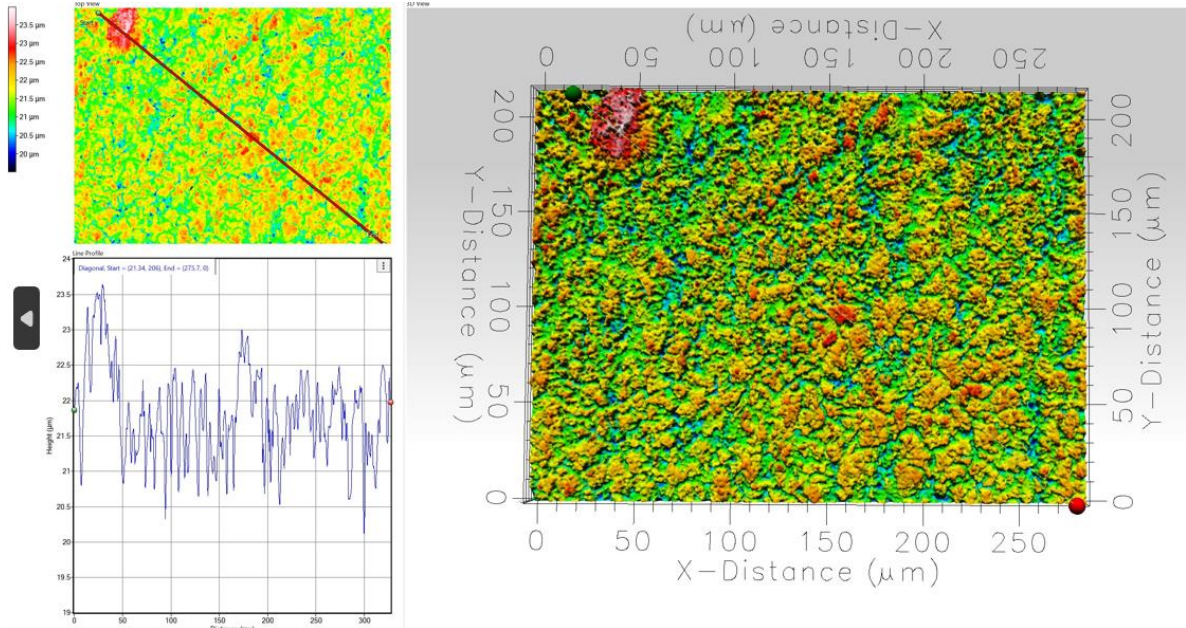 Top View
23.5 µm
23 µm
22.5 µm
22 µm
21.5 µm
21 µm
20.5 µm
20 µm
Start
Line Profile
Diagonal, Start = (21.34, 206), End = (275.7, 0)
24
23.5
23
22.5
22
21.5
21
20.5
20
19.5
19
Height (µm)
0 50 100 150 200 250 300
3D View
X-Distance (µm)
0 50 100 150 200 250
200 150 100 50 0
Y-Distance (µm)
200 150 100 50 0
Y-Distance (µm)
0 50 100 150 200 250
X-Distance (µm)